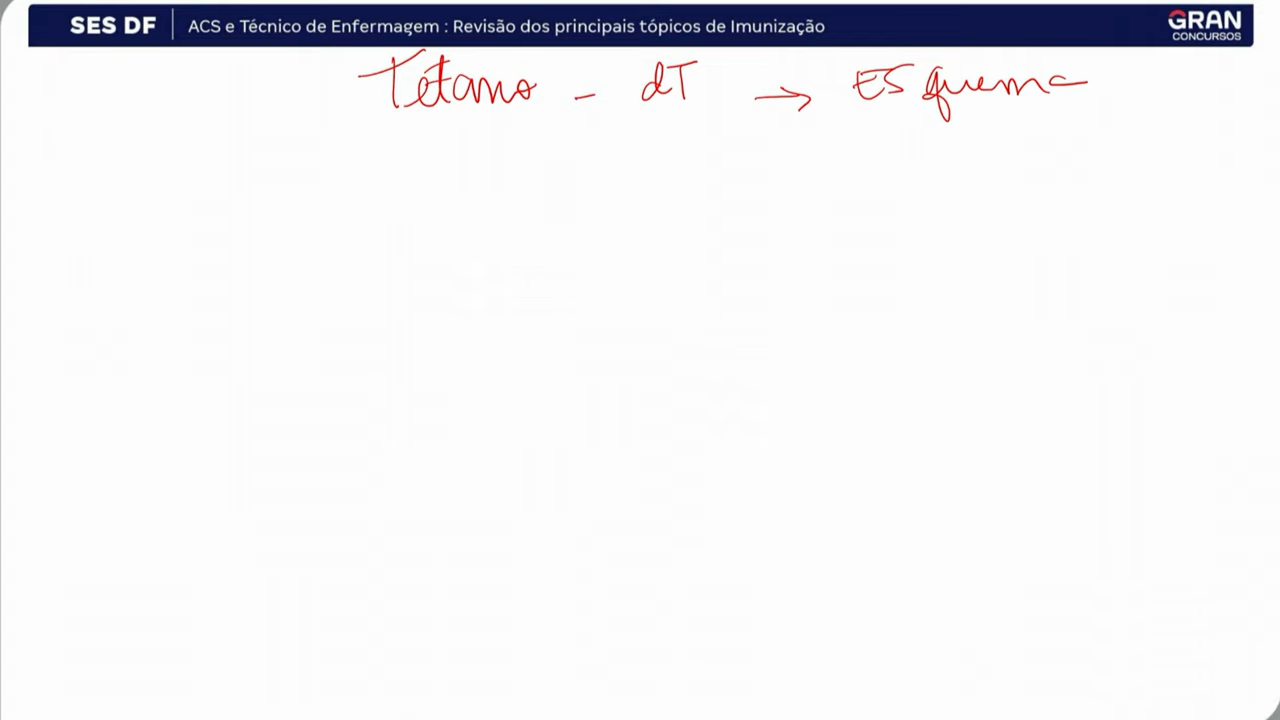 SES DF ACS e Técnico de Enfermagem : Revisão dos principais tópicos de Imunização
GRAN CONCURSOS
Tétano - dT → Esquema